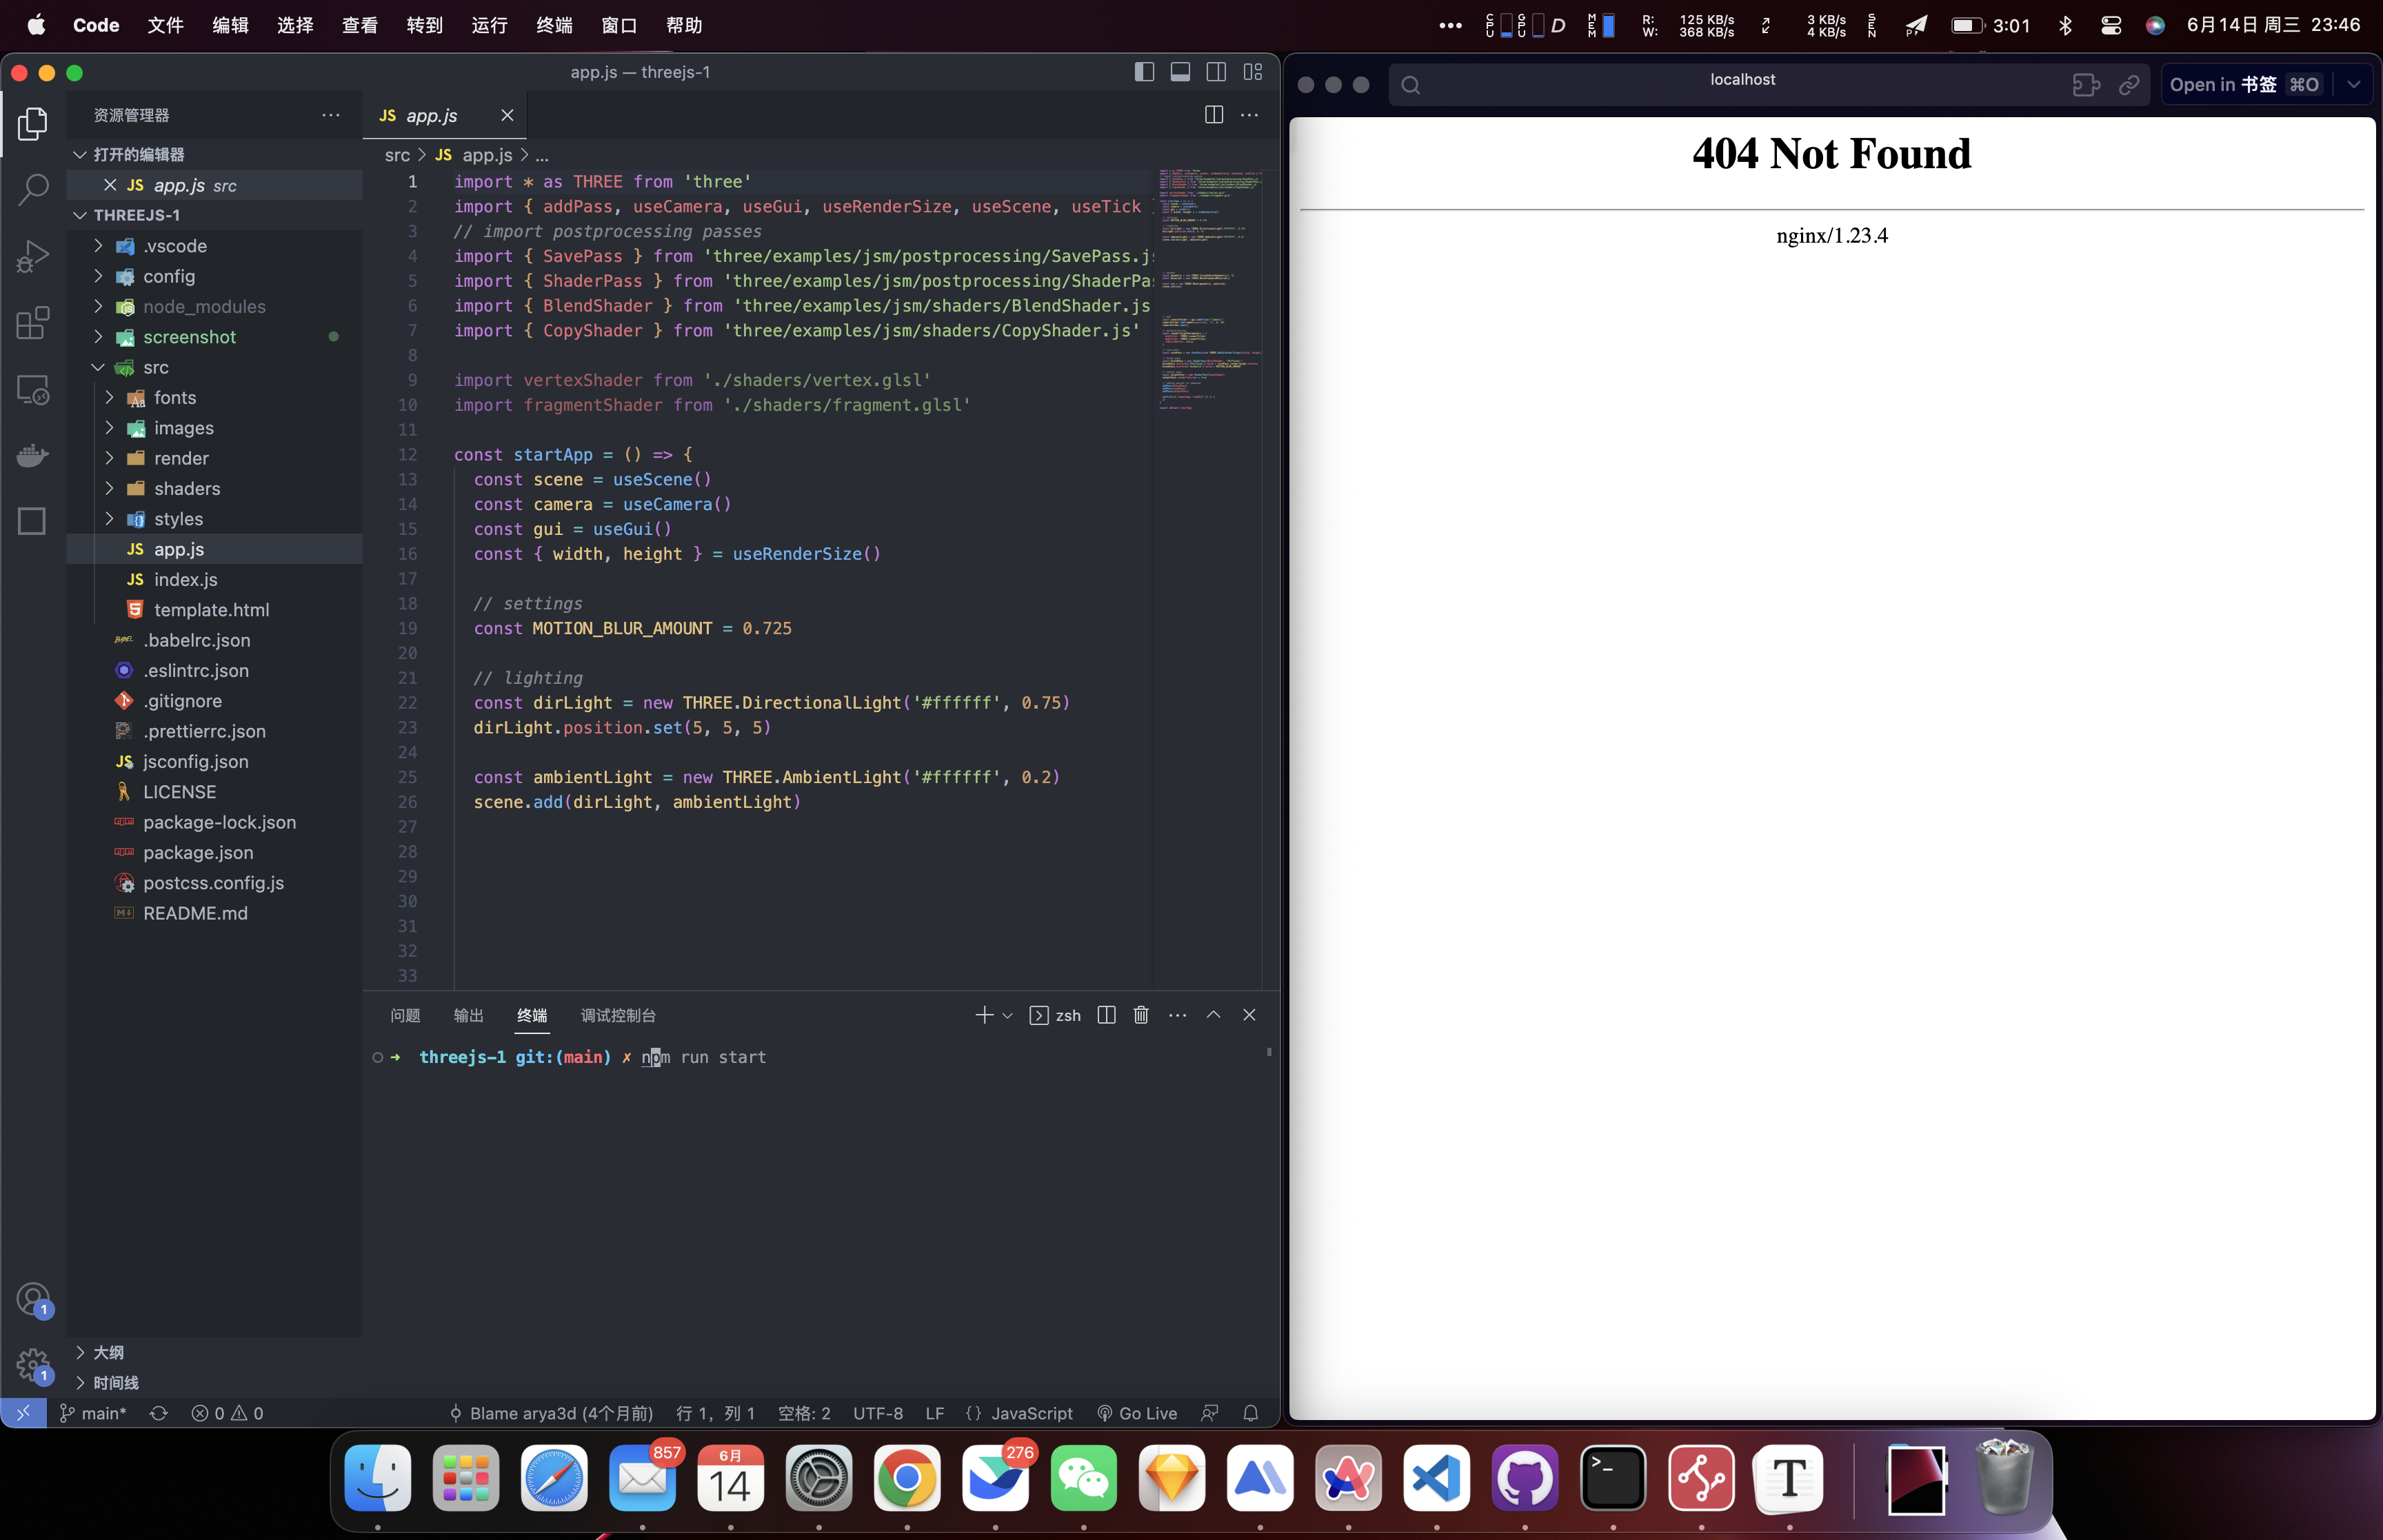 Code 文件 编辑 选择 查看 转到 运行 终端 窗口 帮助
CPU GPU D MEM R: 125 KB/s W: 368 KB/s 3 KB/s 4 KB/s SEN 3:01 6月14日 周三 23:46
app.js — threejs-1
资源管理器
打开的编辑器
JS app.js src
THREEJS-1
.vscode
config
node_modules
screenshot
src
fonts
images
render
shaders
styles
JS app.js
JS index.js
template.html
.babelrc.json
.eslintrc.json
.gitignore
.prettierrc.json
jsconfig.json
LICENSE
package-lock.json
package.json
postcss.config.js
README.md
大纲
时间线
JS app.js
src > JS app.js > ...
1 import * as THREE from 'three'
2 import { addPass, useCamera, useGui, useRenderSize, useScene, useTick
3 // import postprocessing passes
4 import { SavePass } from 'three/examples/jsm/postprocessing/SavePass.js
5 import { ShaderPass } from 'three/examples/jsm/postprocessing/ShaderPas
6 import { BlendShader } from 'three/examples/jsm/shaders/BlendShader.js
7 import { CopyShader } from 'three/examples/jsm/shaders/CopyShader.js'
8
9 import vertexShader from './shaders/vertex.glsl'
10 import fragmentShader from './shaders/fragment.glsl'
11
12 const startApp = () => {
13 const scene = useScene()
14 const camera = useCamera()
15 const gui = useGui()
16 const { width, height } = useRenderSize()
17
18 // settings
19 const MOTION_BLUR_AMOUNT = 0.725
20
21 // lighting
22 const dirLight = new THREE.DirectionalLight('#ffffff', 0.75)
23 dirLight.position.set(5, 5, 5)
24
25 const ambientLight = new THREE.AmbientLight('#ffffff', 0.2)
26 scene.add(dirLight, ambientLight)
27
28
29
30
31
32
33
问题 输出 终端 调试控制台 zsh
threejs-1 git:(main) ✗ npm run start
1
1
main* 0 0 Blame arya3d (4个月前) 行 1, 列 1 空格: 2 UTF-8 LF {} JavaScript Go Live
localhost
Open in 书签 ⌘O
404 Not Found
nginx/1.23.4
857 6月 14 276